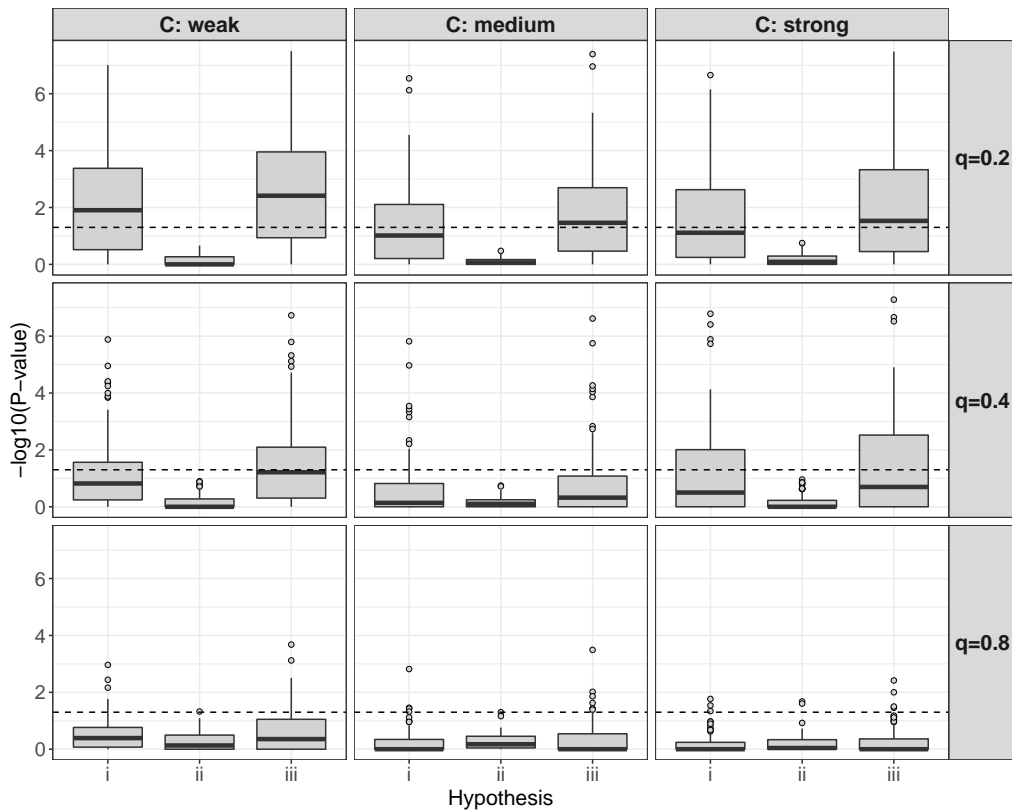 C: weak C: medium C: strong
6
4
2
0
q=0.2
6
4
2
0
q=0.4
6
4
2
0
q=0.8
−log10(P−value)
i ii iii i ii iii i ii iii
Hypothesis